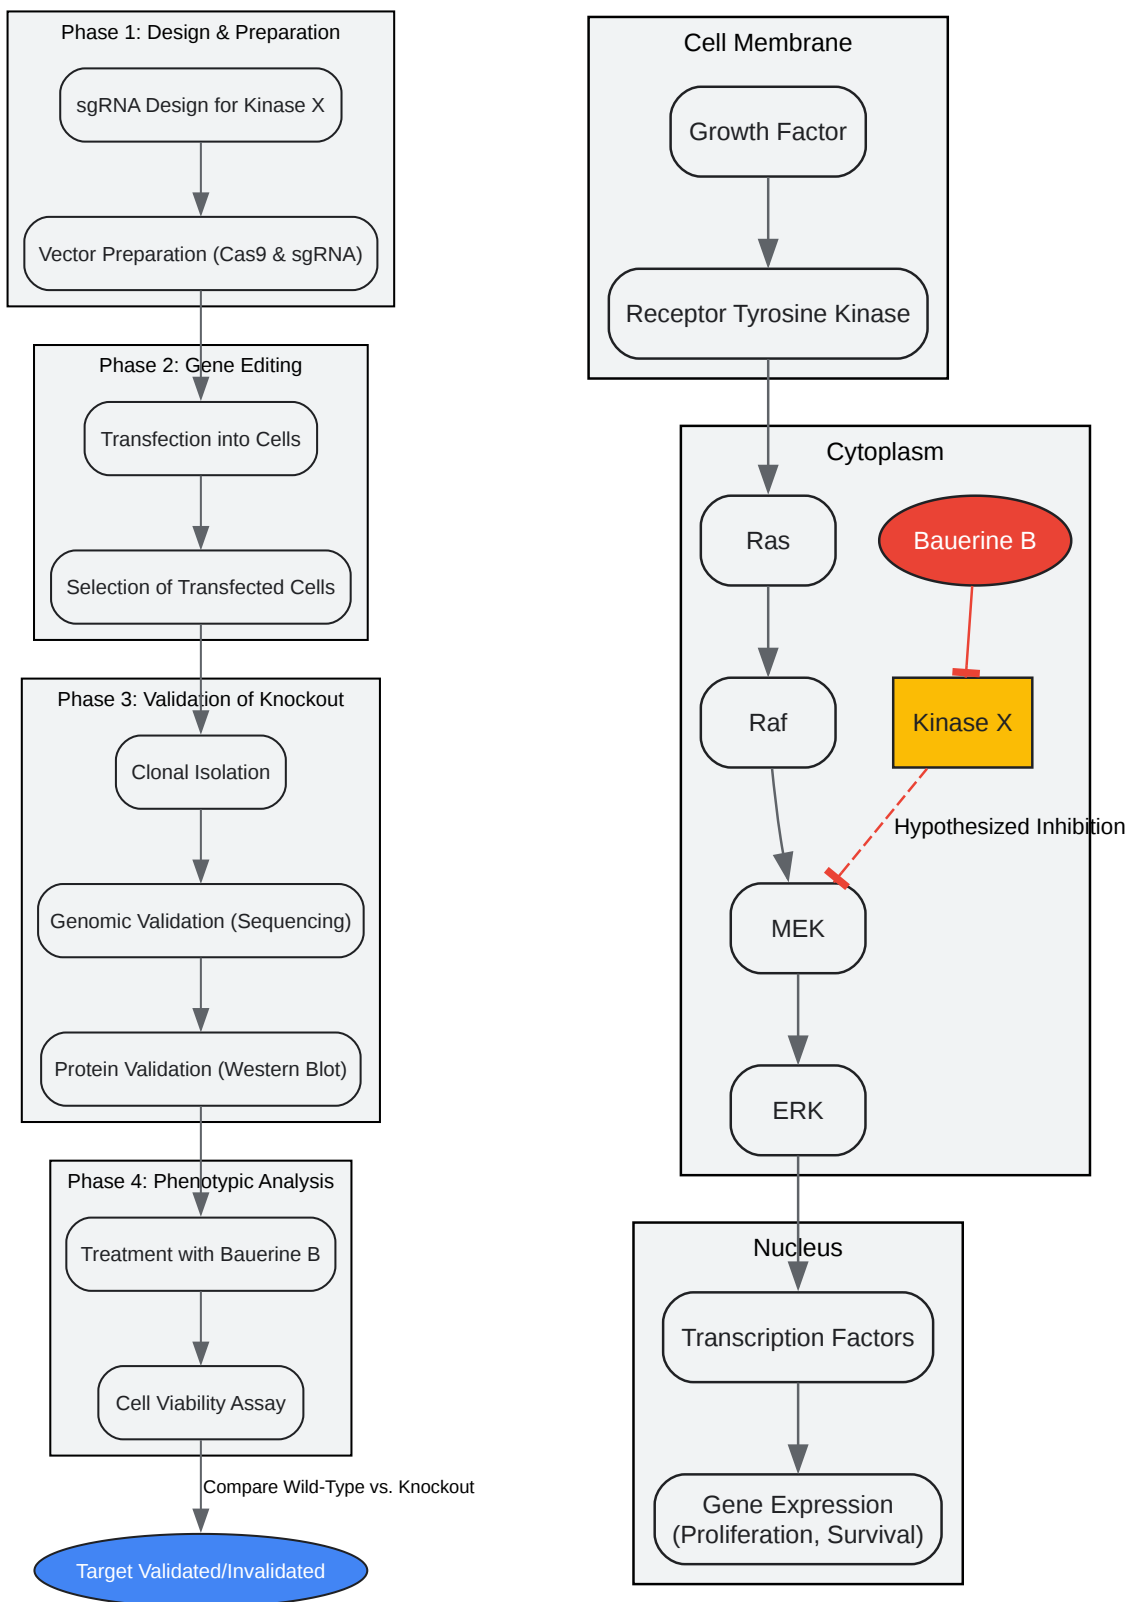 Phase 1: Design & Preparation
sgRNA Design for Kinase X
Vector Preparation (Cas9 & sgRNA)
Phase 2: Gene Editing
Transfection into Cells
Selection of Transfected Cells
Phase 3: Validation of Knockout
Clonal Isolation
Genomic Validation (Sequencing)
Protein Validation (Western Blot)
Phase 4: Phenotypic Analysis
Treatment with Bauerine B
Cell Viability Assay
Compare Wild-Type vs. Knockout
Target Validated/Invalidated
Cell Membrane
Growth Factor
Receptor Tyrosine Kinase
Cytoplasm
Ras
Bauerine B
Raf
Kinase X
Hypothesized Inhibition
MEK
ERK
Nucleus
Transcription Factors
Gene Expression
(Proliferation, Survival)